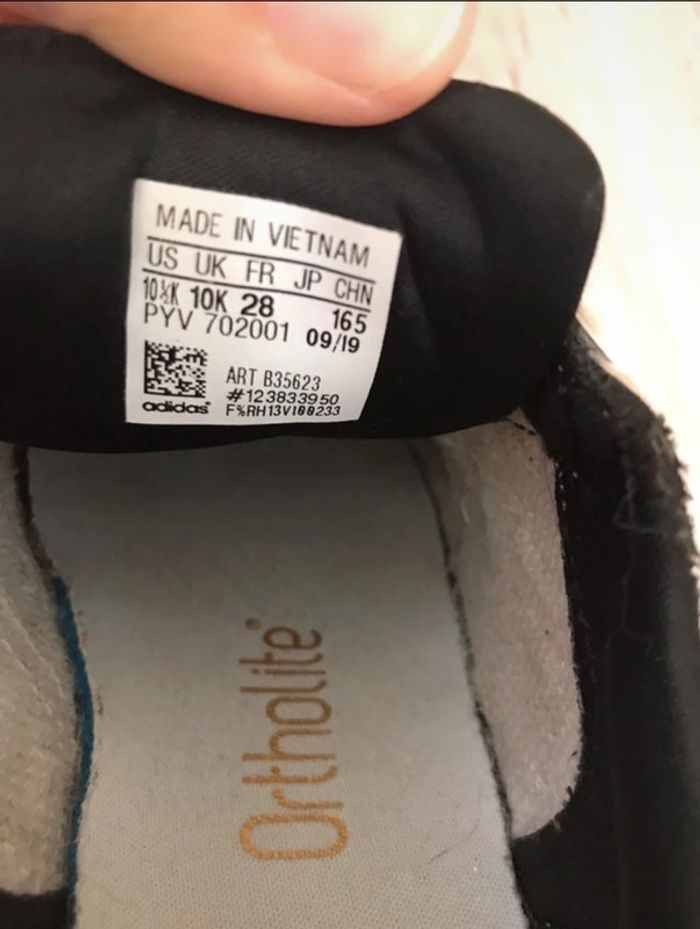 MADE IN VIETNAM
US UK FR JP CHN
10½K 10K 28 165
PYV 702001 09/19
ART B35623
#123833950
adidas. F%RH13VI00233
Ortholite®